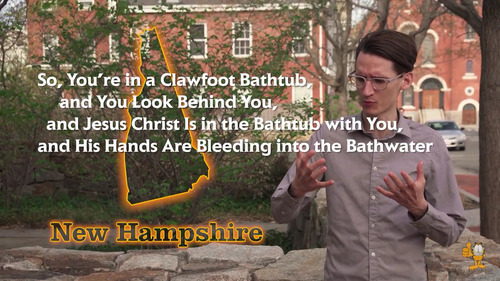 So, You're in a Clawfoot Bathtub,
and You Look Behind You,
and Jesus Christ Is in the Bathtub with You,
and His Hands Are Bleeding into the Bathwater
New Hampshire